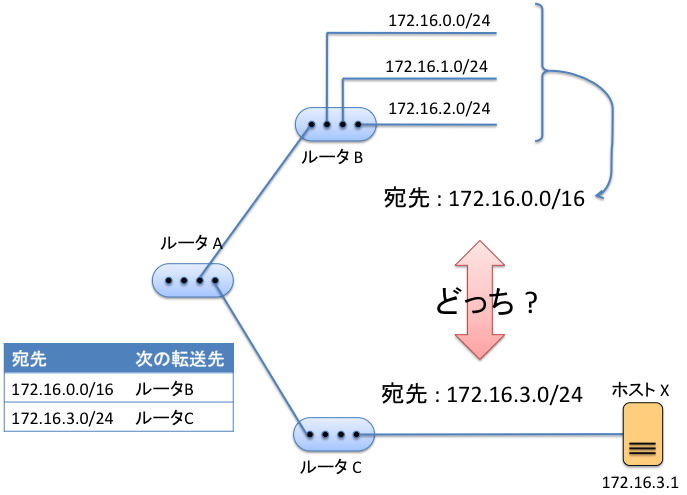 172.16.0.0/24
172.16.1.0/24
172.16.2.0/24
ルータ B
宛先 : 172.16.0.0/16
ルータ A
どっち ?
宛先 次の転送先
172.16.0.0/16 ルータB
172.16.3.0/24 ルータC
宛先 : 172.16.3.0/24
ホスト X
ルータ C
172.16.3.1